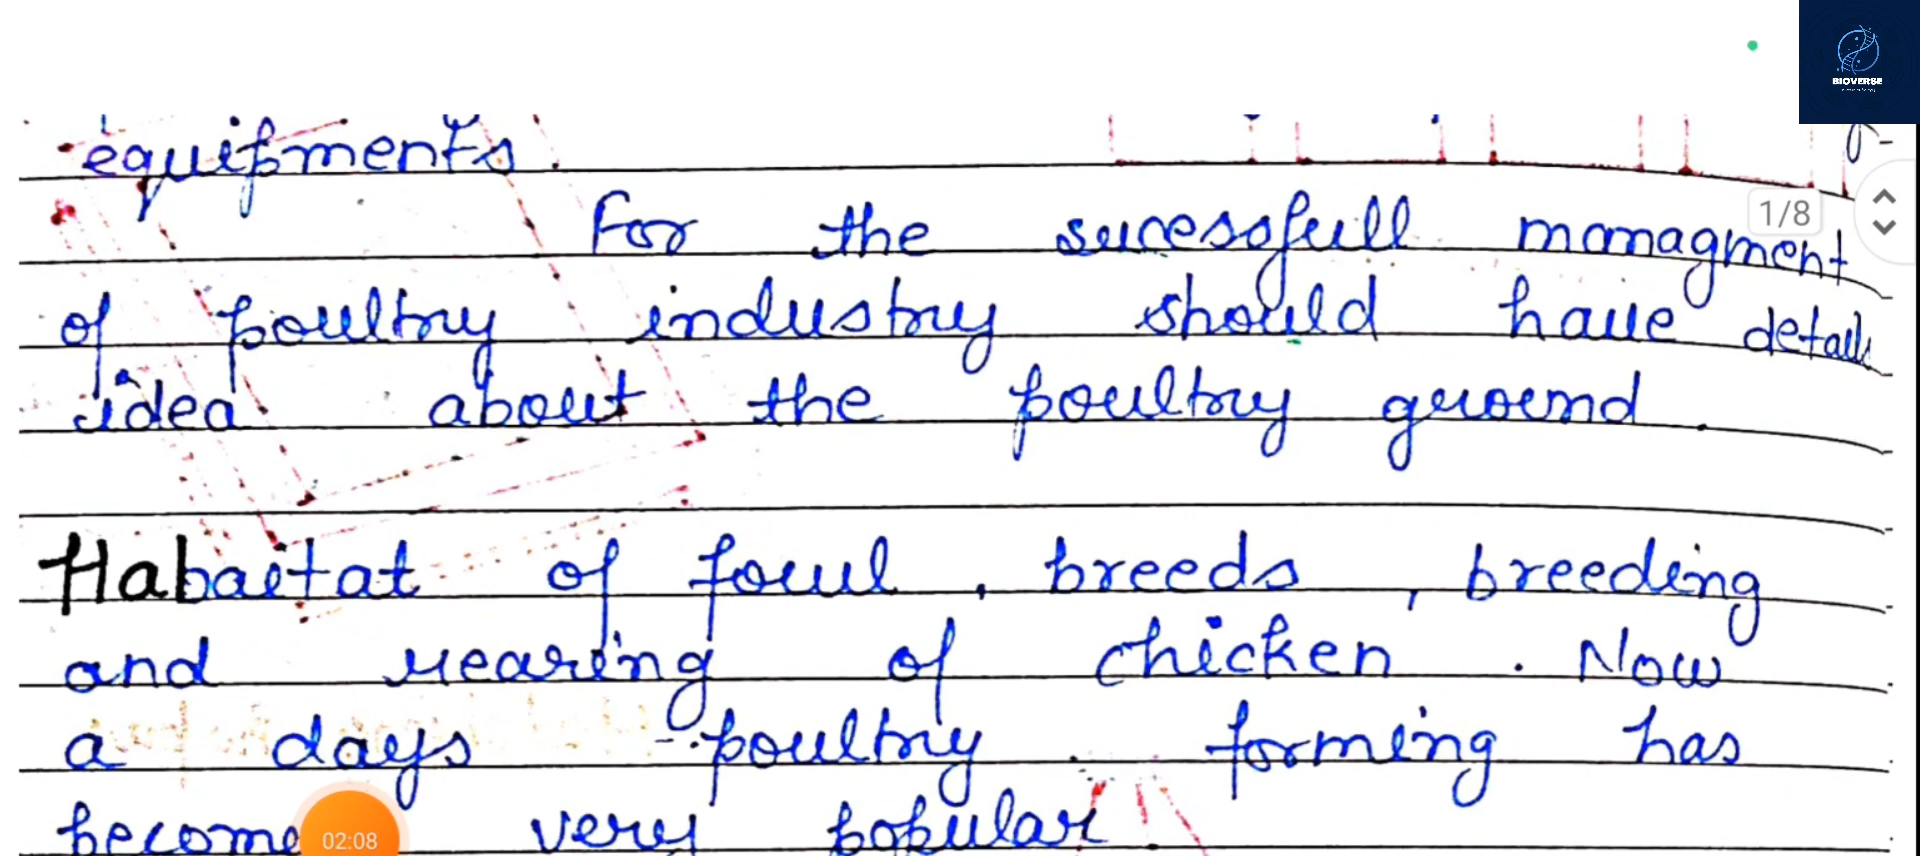 BIOVERSE
equipments
1/8
For the sucessfull managment
of poultry industry should have detail
idea about the poultry ground.
Habaitat of fowl, breeds, breeding
and rearing of chicken. Now
a days poultry forming has
become very popular
02:08